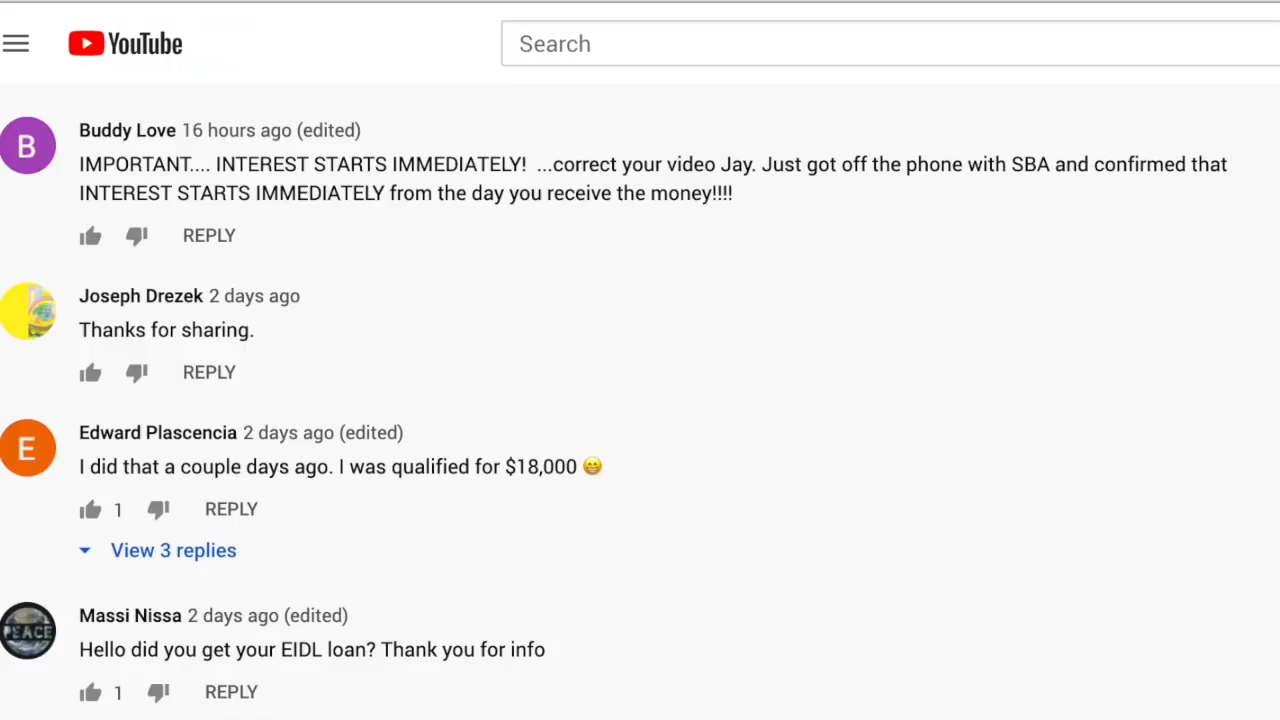 YouTube
Search
B
Buddy Love 16 hours ago (edited)
IMPORTANT.... INTEREST STARTS IMMEDIATELY!  ...correct your video Jay. Just got off the phone with SBA and confirmed that
INTEREST STARTS IMMEDIATELY from the day you receive the money!!!!
REPLY
Joseph Drezek 2 days ago
Thanks for sharing.
REPLY
E
Edward Plascencia 2 days ago (edited)
I did that a couple days ago. I was qualified for $18,000 😁
1 REPLY
View 3 replies
PEACE
Massi Nissa 2 days ago (edited)
Hello did you get your EIDL loan? Thank you for info
1 REPLY